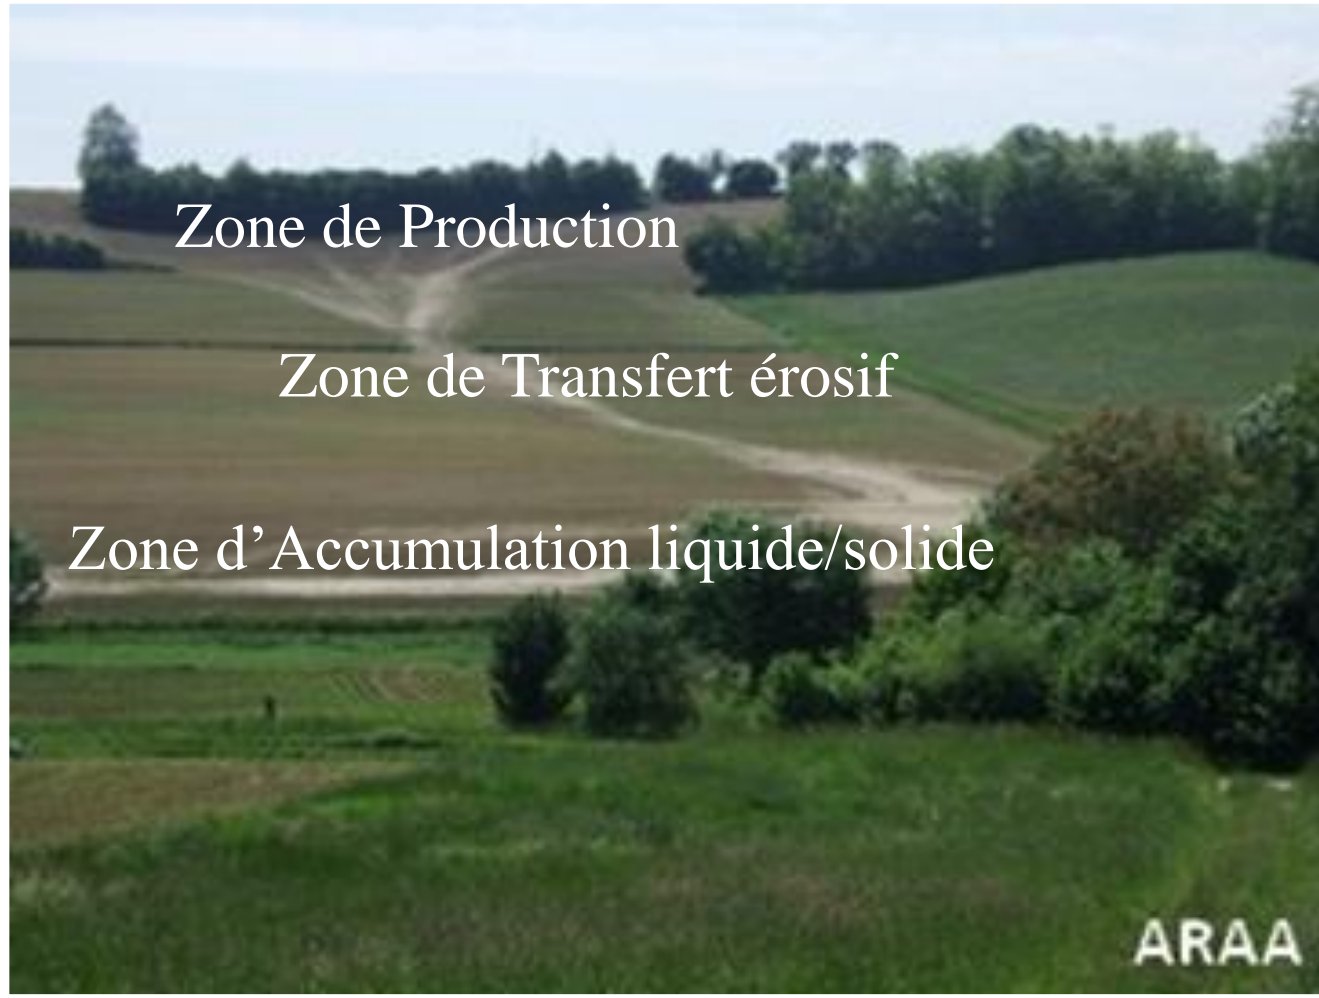 Zone de Production
Zone de Transfert érosif
Zone d’Accumulation liquide/solide
ARAA